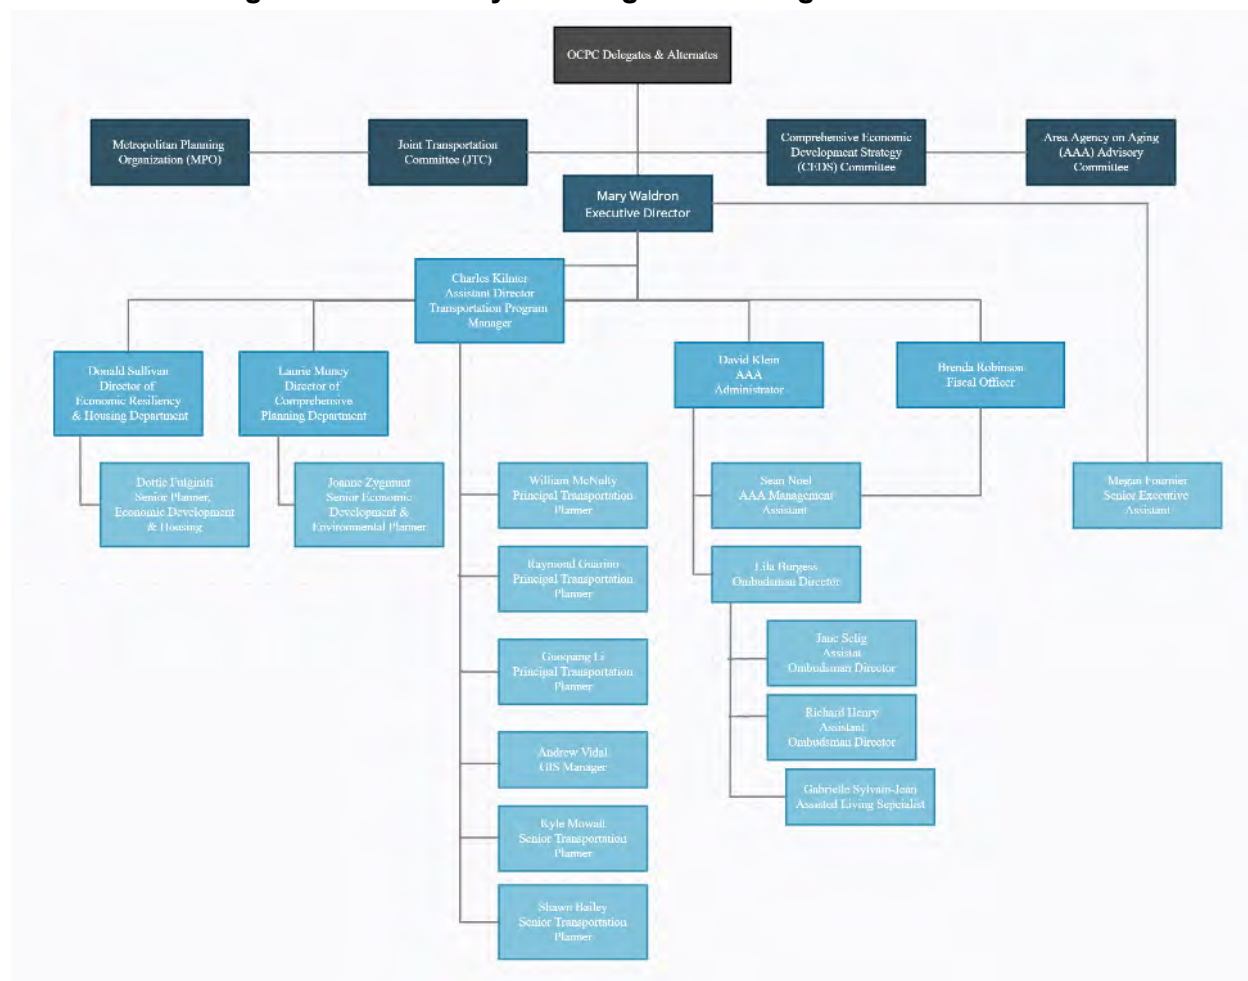 OCPC Delegates & Alternates
Metropolitan Planning
Organization (MPO)
Joint Transportation
Committee (JTC)
Comprehensive Economic
Development Strategy
(CEDS) Committee
Area Agency on Aging
(AAA) Advisory
Committee
Mary Waldron
Executive Director
Charles Kilmer
Assistant Director
Transportation Program
Manager
Donald Sullivan
Director of
Economic Resiliency
& Housing Department
Laurie Muncy
Director of
Comprehensive
Planning Department
David Klein
AAA
Administrator
Brenda Robinson
Fiscal Officer
Dottie Fulginiti
Senior Planner,
Economic Development
& Housing
Joanne Zygmunt
Senior Economic
Development &
Environmental Planner
William McNulty
Principal Transportation
Planner
Sean Noel
AAA Management
Assistant
Megan Fournier
Senior Executive
Assistant
Raymond Guarino
Principal Transportation
Planner
Lila Burgess
Ombudsman Director
Guoqiang Li
Principal Transportation
Planner
Jane Selig
Assistat
Ombudsman Director
Richard Henry
Assistant
Ombudsman Director
Andrew Vidal
GIS Manager
Gabrielle Sylvain-Jean
Assisted Living Sepcialist
Kyle Mowatt
Senior Transportation
Planner
Shawn Bailey
Senior Transportation
Planner